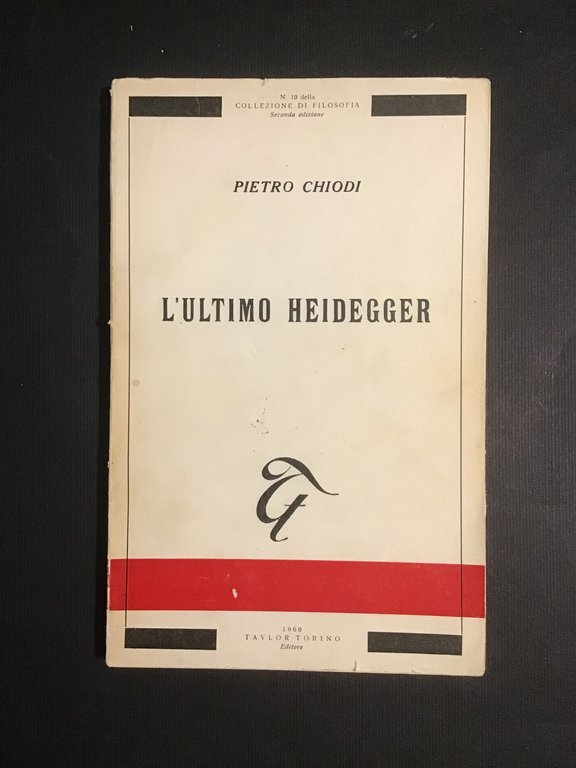 N. 10 della
COLLEZIONE DI FILOSOFIA
Seconda edizione
PIETRO CHIODI
L'ULTIMO HEIDEGGER
1960
TAYLOR TORINO
Editore